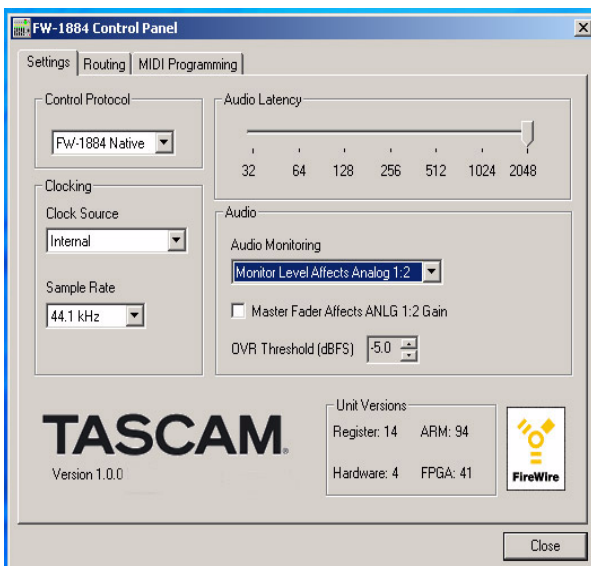 FW-1884 Control Panel
Settings
Routing
MIDI Programming
Control Protocol
FW-1884 Native
Audio Latency
32 64 128 256 512 1024 2048
Clocking
Clock Source
Internal
Sample Rate
44.1 kHz
Audio
Audio Monitoring
Monitor Level Affects Analog 1:2
Master Fader Affects ANLG 1:2 Gain
OVR Threshold (dBFS) -5.0
TASCAM.
Version 1.0.0
Unit Versions
Register: 14 ARM: 94
Hardware: 4 FPGA: 41
FireWire
Close